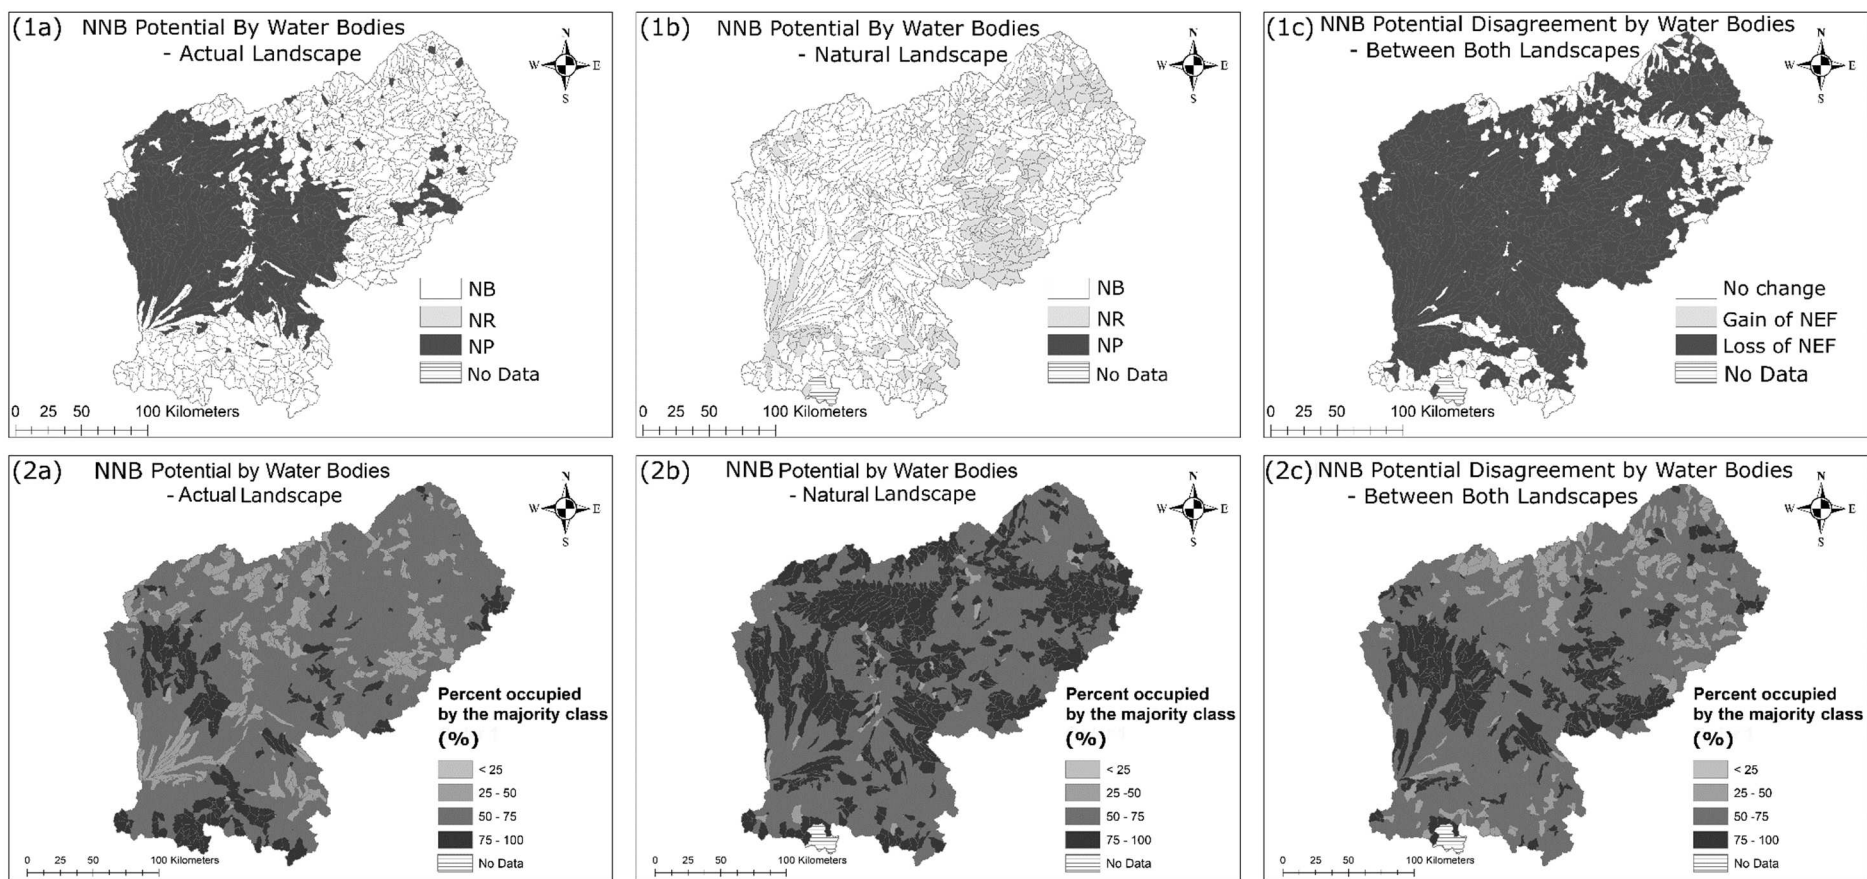 (1a) NNB Potential By Water Bodies
- Actual Landscape
N
W E
S
NB
NR
NP
No Data
0 25 50 100 Kilometers
(1b) NNB Potential By Water Bodies
- Natural Landscape
N
W E
S
NB
NR
NP
No Data
0 25 50 100 Kilometers
(1c) NNB Potential Disagreement by Water Bodies
- Between Both Landscapes
N
W E
S
No change
Gain of NEF
Loss of NEF
No Data
0 25 50 100 Kilometers
(2a) NNB Potential by Water Bodies
- Actual Landscape
N
W E
S
Percent occupied
by the majority class
(%)
< 25
25 - 50
50 - 75
75 - 100
No Data
0 25 50 100 Kilometers
(2b) NNB Potential by Water Bodies
- Natural Landscape
N
W E
S
Percent occupied
by the majority class
(%)
< 25
25 - 50
50 - 75
75 - 100
No Data
0 25 50 100 Kilometers
(2c) NNB Potential Disagreement by Water Bodies
- Between Both Landscapes
N
W E
S
Percent occupied
by the majority class
(%)
< 25
25 - 50
50 - 75
75 - 100
No Data
0 25 50 100 Kilometers